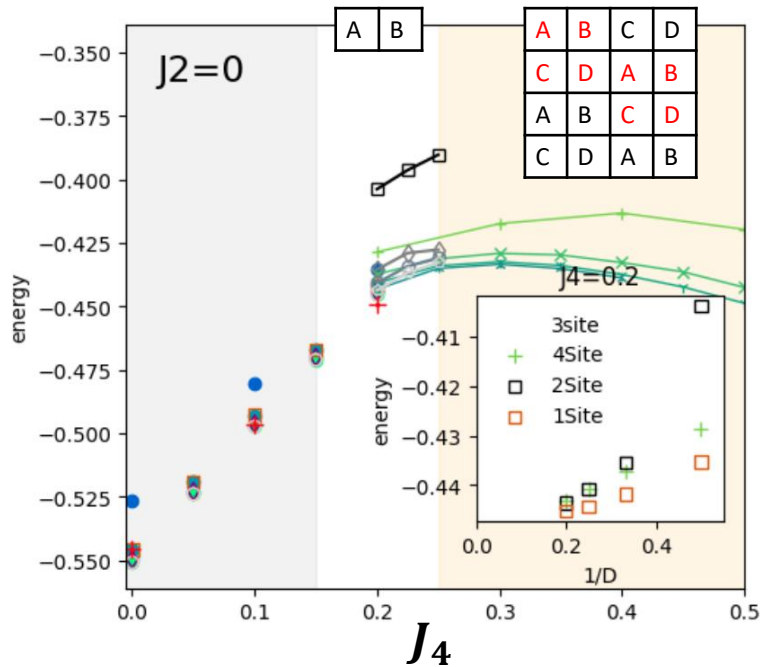 A B
A B C D
C D A B
A B C D
C D A B
J2=0
−0.350
−0.375
−0.400
−0.425
−0.450
−0.475
−0.500
−0.525
−0.550
energy
0.0 0.1 0.2 0.3 0.4 0.5
J₄
J4=0.2
−0.41
−0.42
−0.43
−0.44
energy
3site
4Site
2Site
1Site
0.0 0.2 0.4
1/D